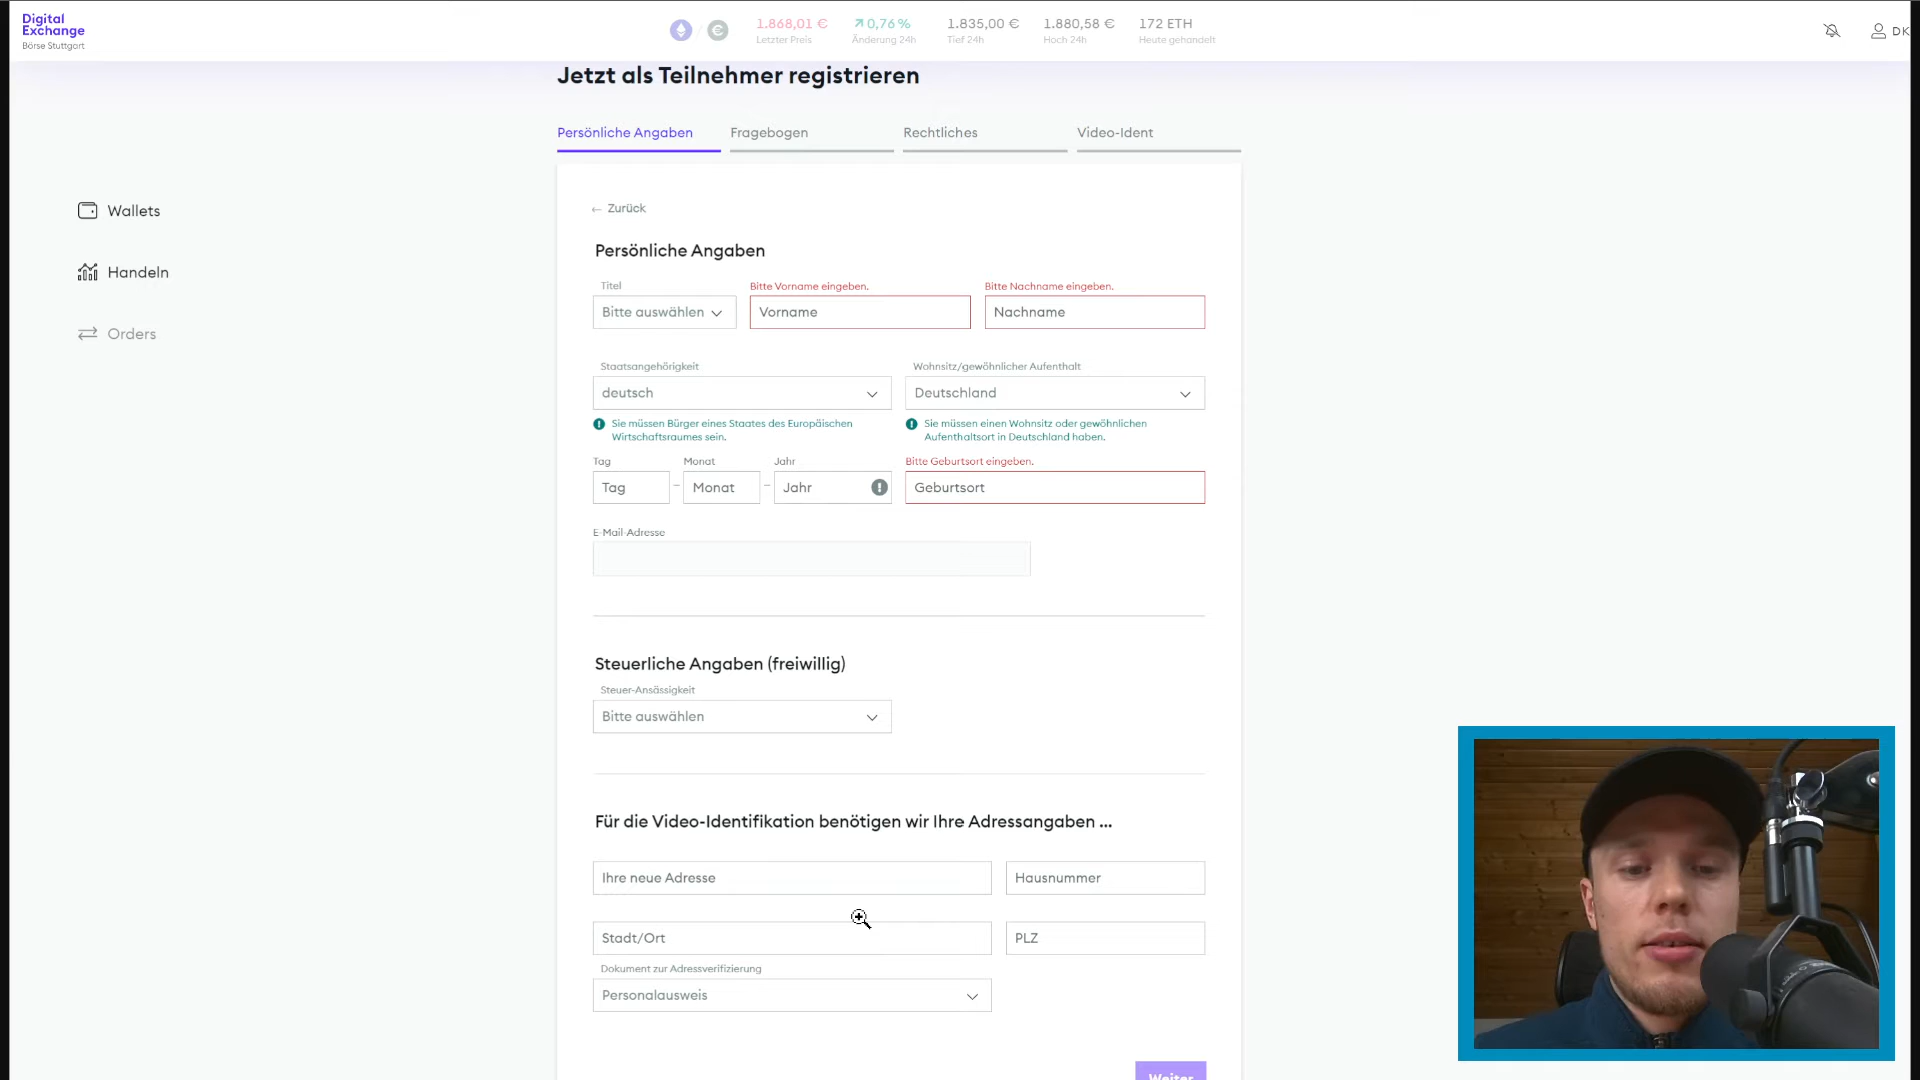 Digital
Exchange
Börse Stuttgart
1.868,01 €
Letzter Preis
0,76 %
Änderung 24h
1.835,00 €
Tief 24h
1.880,58 €
Hoch 24h
172 ETH
Heute gehandelt
DK
Jetzt als Teilnehmer registrieren
Persönliche Angaben
Fragebogen
Rechtliches
Video-Ident
Wallets
Handeln
Orders
← Zurück
Persönliche Angaben
Titel
Bitte Vorname eingeben.
Bitte Nachname eingeben.
Bitte auswählen
Vorname
Nachname
Staatsangehörigkeit
Wohnsitz/gewöhnlicher Aufenthalt
deutsch
Deutschland
Sie müssen Bürger eines Staates des Europäischen
Wirtschaftsraumes sein.
Sie müssen einen Wohnsitz oder gewöhnlichen
Aufenthaltsort in Deutschland haben.
Tag
Monat
Jahr
Bitte Geburtsort eingeben.
Tag
Monat
Jahr
Geburtsort
E-Mail-Adresse
Steuerliche Angaben (freiwillig)
Steuer-Ansässigkeit
Bitte auswählen
Für die Video-Identifikation benötigen wir Ihre Adressangaben ...
Ihre neue Adresse
Hausnummer
Stadt/Ort
PLZ
Dokument zur Adressverifizierung
Personalausweis
Weiter